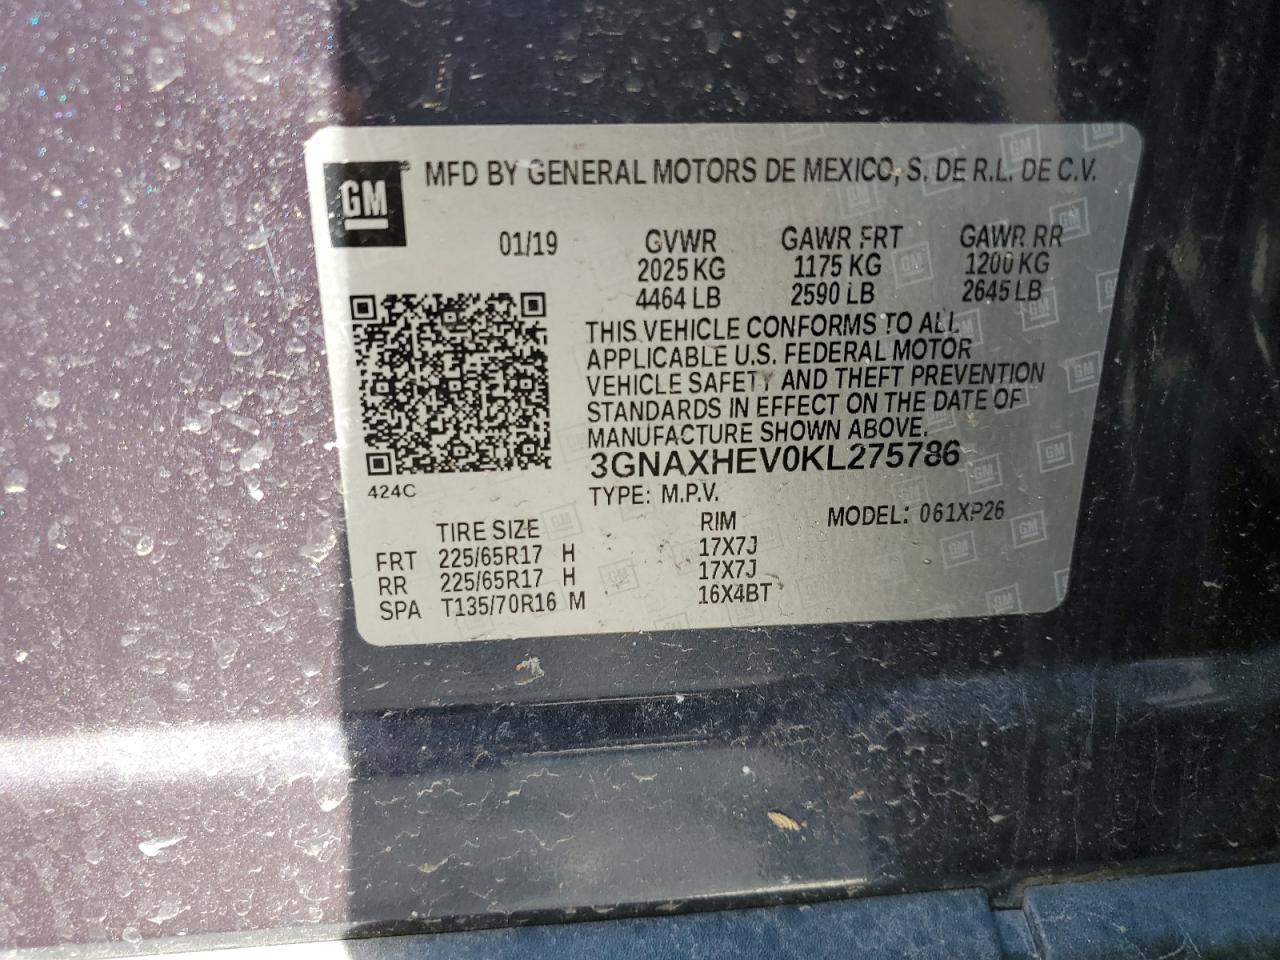 GM® MFD BY GENERAL MOTORS DE MEXICO, S. DE R.L. DE C.V.
01/19 GVWR GAWR FRT GAWR RR
2025 KG 1175 KG 1200 KG
4464 LB 2590 LB 2645 LB
THIS VEHICLE CONFORMS TO ALL
APPLICABLE U.S. FEDERAL MOTOR
VEHICLE SAFETY AND THEFT PREVENTION
STANDARDS IN EFFECT ON THE DATE OF
MANUFACTURE SHOWN ABOVE.
3GNAXHEV0KL275786
424C TYPE: M.P.V.
MODEL: 061XP26
TIRE SIZE RIM
FRT 225/65R17 H 17X7J
RR 225/65R17 H 17X7J
SPA T135/70R16 M 16X4BT